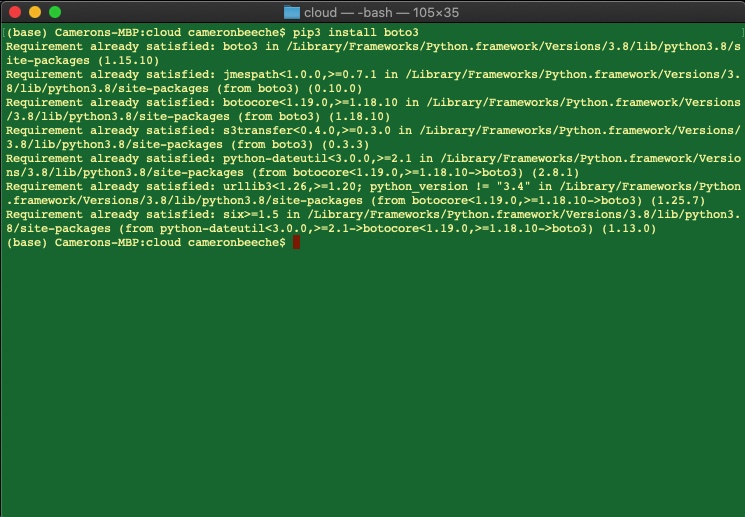 cloud — -bash — 105×35
(base) Camerons-MBP:cloud cameronbeeche$ pip3 install boto3
Requirement already satisfied: boto3 in /Library/Frameworks/Python.framework/Versions/3.8/lib/python3.8/s
ite-packages (1.15.10)
Requirement already satisfied: jmespath<1.0.0,>=0.7.1 in /Library/Frameworks/Python.framework/Versions/3.
8/lib/python3.8/site-packages (from boto3) (0.10.0)
Requirement already satisfied: botocore<1.19.0,>=1.18.10 in /Library/Frameworks/Python.framework/Versions
/3.8/lib/python3.8/site-packages (from boto3) (1.18.10)
Requirement already satisfied: s3transfer<0.4.0,>=0.3.0 in /Library/Frameworks/Python.framework/Versions/
3.8/lib/python3.8/site-packages (from boto3) (0.3.3)
Requirement already satisfied: python-dateutil<3.0.0,>=2.1 in /Library/Frameworks/Python.framework/Versio
ns/3.8/lib/python3.8/site-packages (from botocore<1.19.0,>=1.18.10->boto3) (2.8.1)
Requirement already satisfied: urllib3<1.26,>=1.20; python_version != "3.4" in /Library/Frameworks/Python
.framework/Versions/3.8/lib/python3.8/site-packages (from botocore<1.19.0,>=1.18.10->boto3) (1.25.7)
Requirement already satisfied: six>=1.5 in /Library/Frameworks/Python.framework/Versions/3.8/lib/python3.
8/site-packages (from python-dateutil<3.0.0,>=2.1->botocore<1.19.0,>=1.18.10->boto3) (1.13.0)
(base) Camerons-MBP:cloud cameronbeeche$